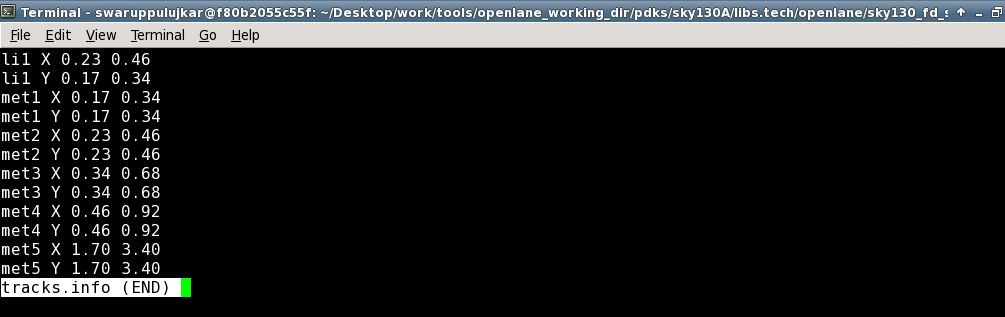 Terminal - swaruppulujkar@f80b2055c55f: ~/Desktop/work/tools/openlane_working_dir/pdks/sky130A/libs.tech/openlane/sky130_fd_s
File Edit View Terminal Go Help
li1 X 0.23 0.46
li1 Y 0.17 0.34
met1 X 0.17 0.34
met1 Y 0.17 0.34
met2 X 0.23 0.46
met2 Y 0.23 0.46
met3 X 0.34 0.68
met3 Y 0.34 0.68
met4 X 0.46 0.92
met4 Y 0.46 0.92
met5 X 1.70 3.40
met5 Y 1.70 3.40
tracks.info (END)